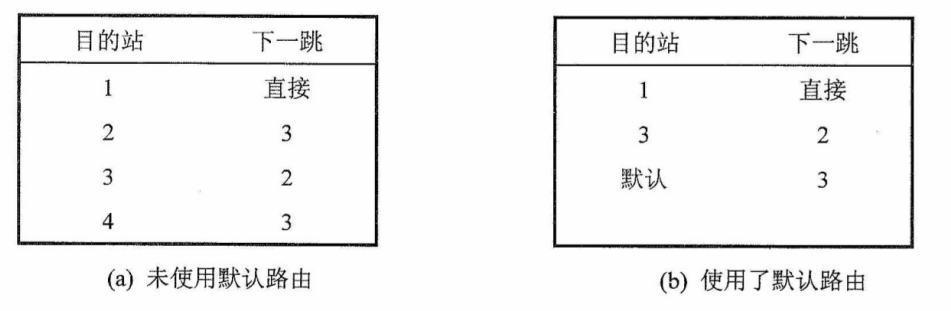 目的站 下一跳
1 直接
2 3
3 2
4 3
(a) 未使用默认路由
目的站 下一跳
1 直接
3 2
默认 3
(b) 使用了默认路由